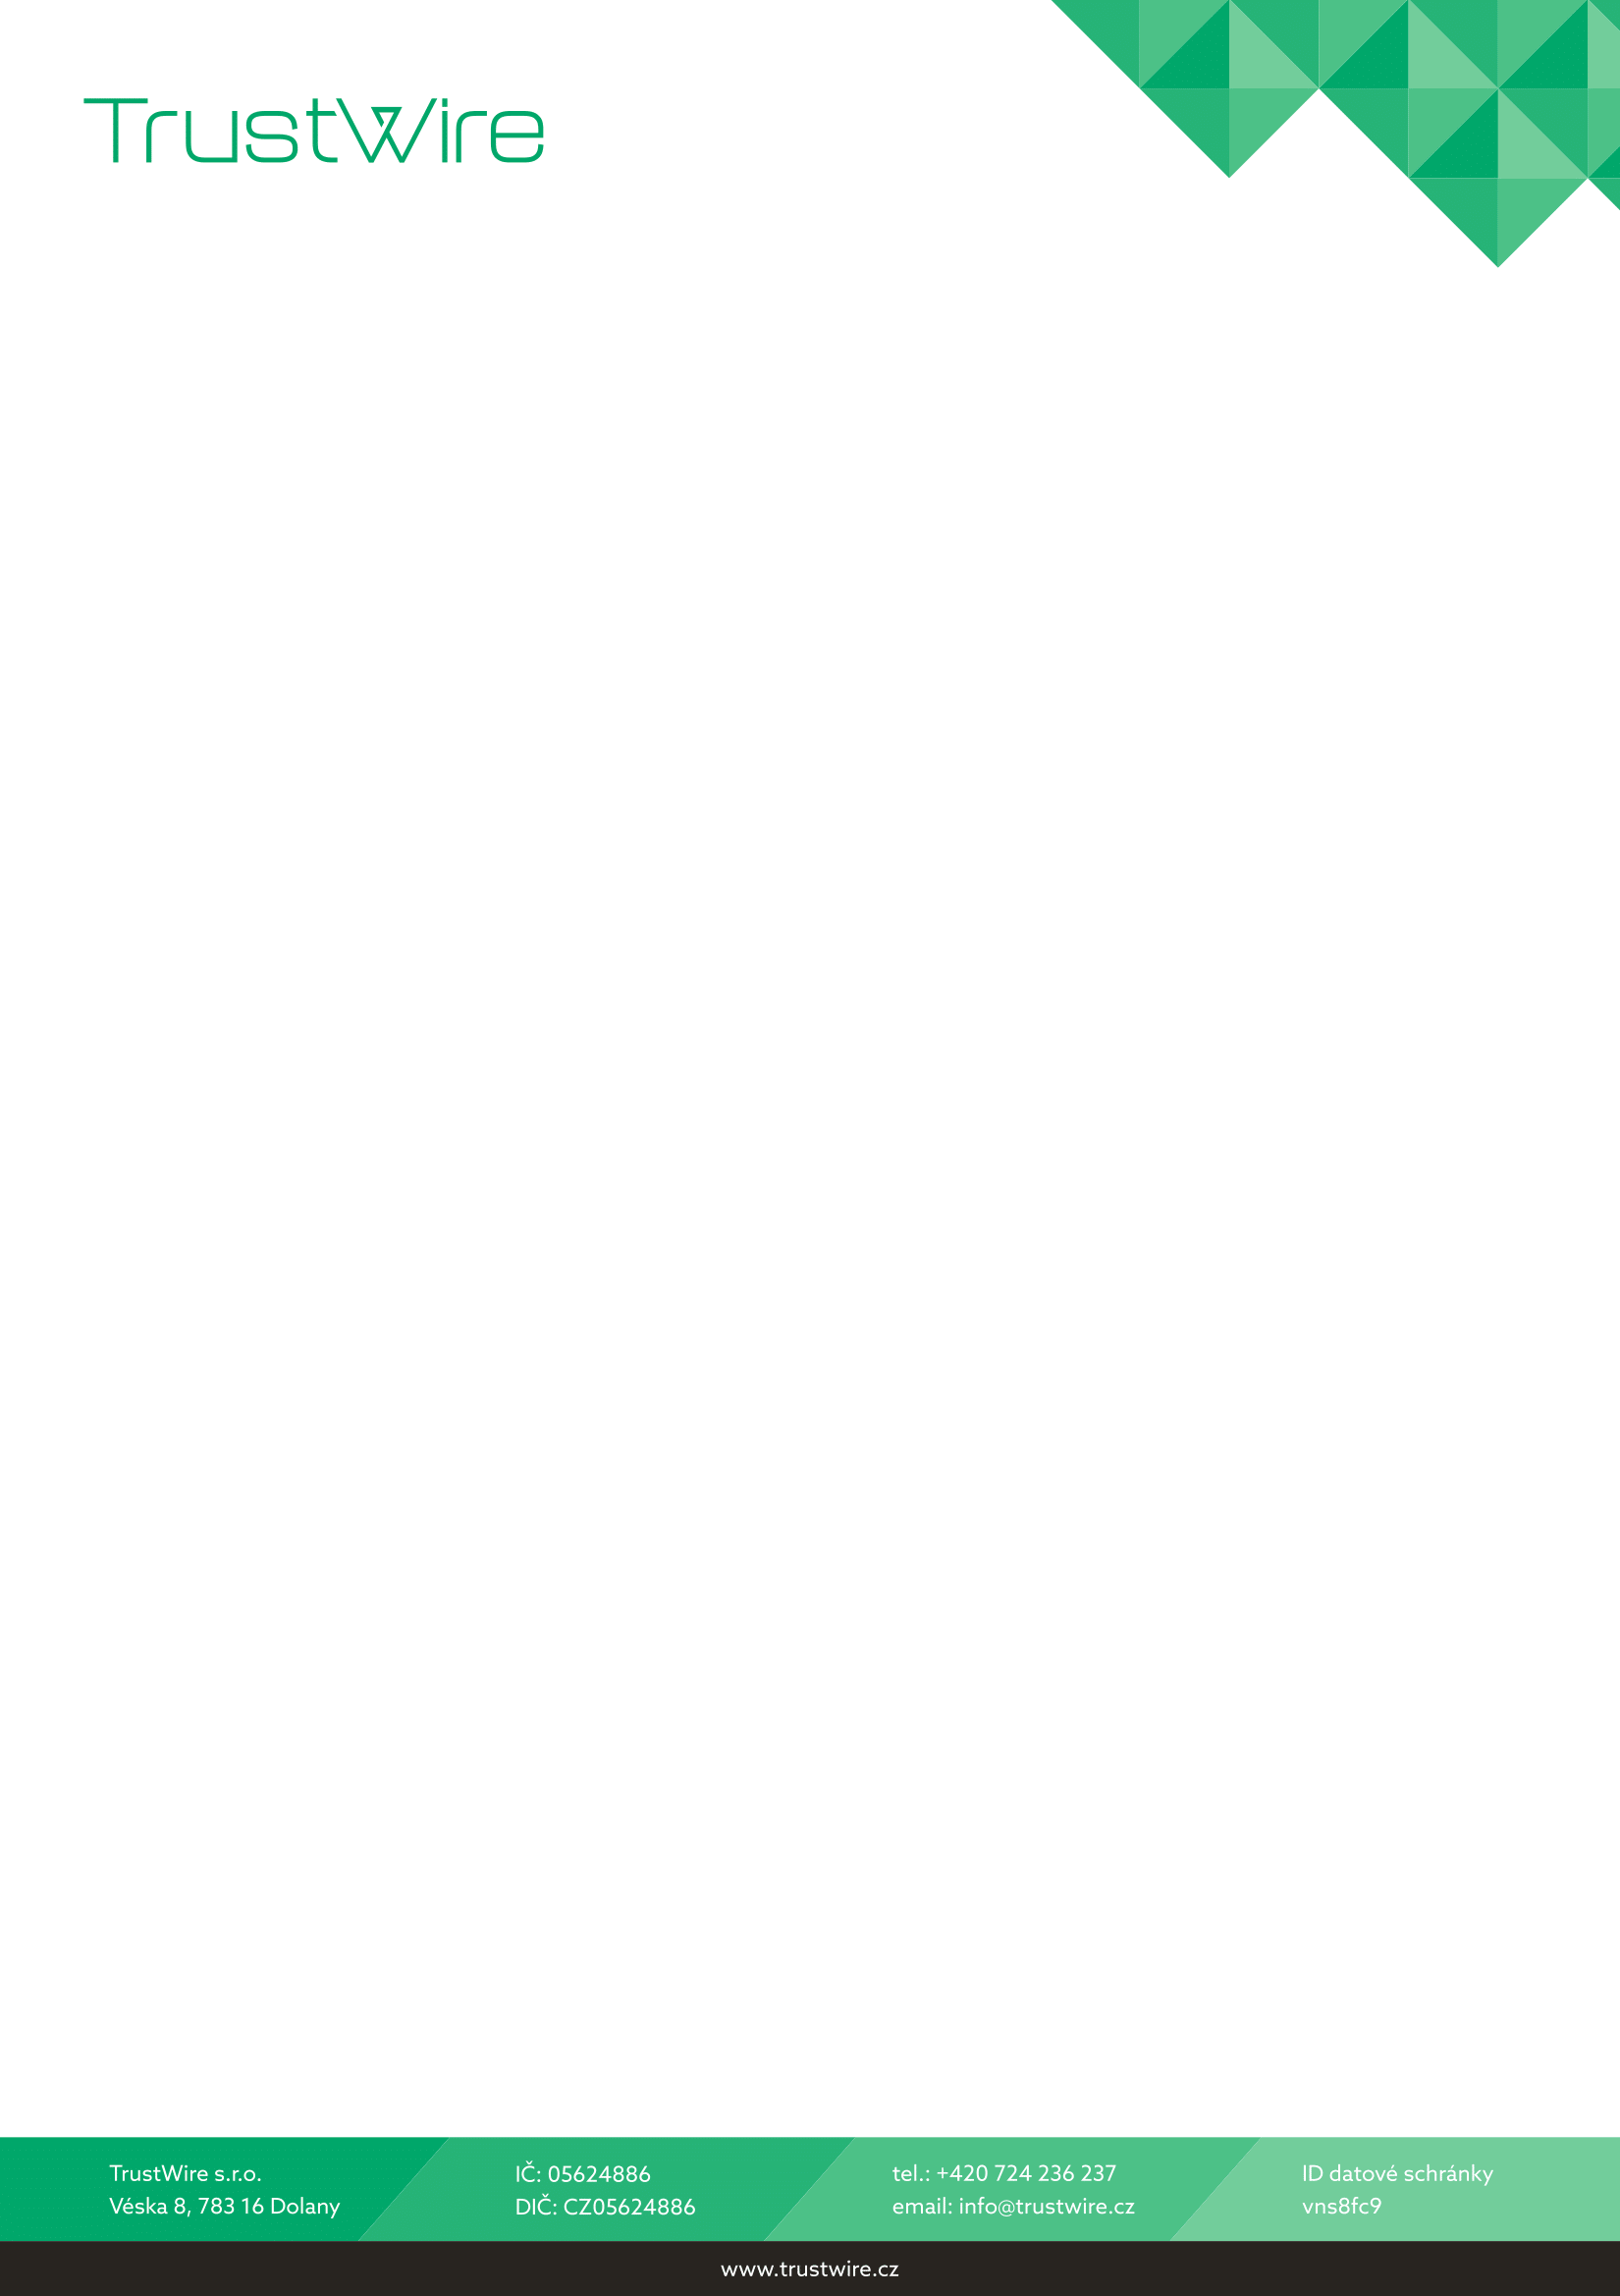 TrustWire
TrustWire s.r.o.
Véska 8, 783 16 Dolany
IČ: 05624886
DIČ: CZ05624886
tel.: +420 724 236 237
email: info@trustwire.cz
ID datové schránky
vns8fc9
www.trustwire.cz